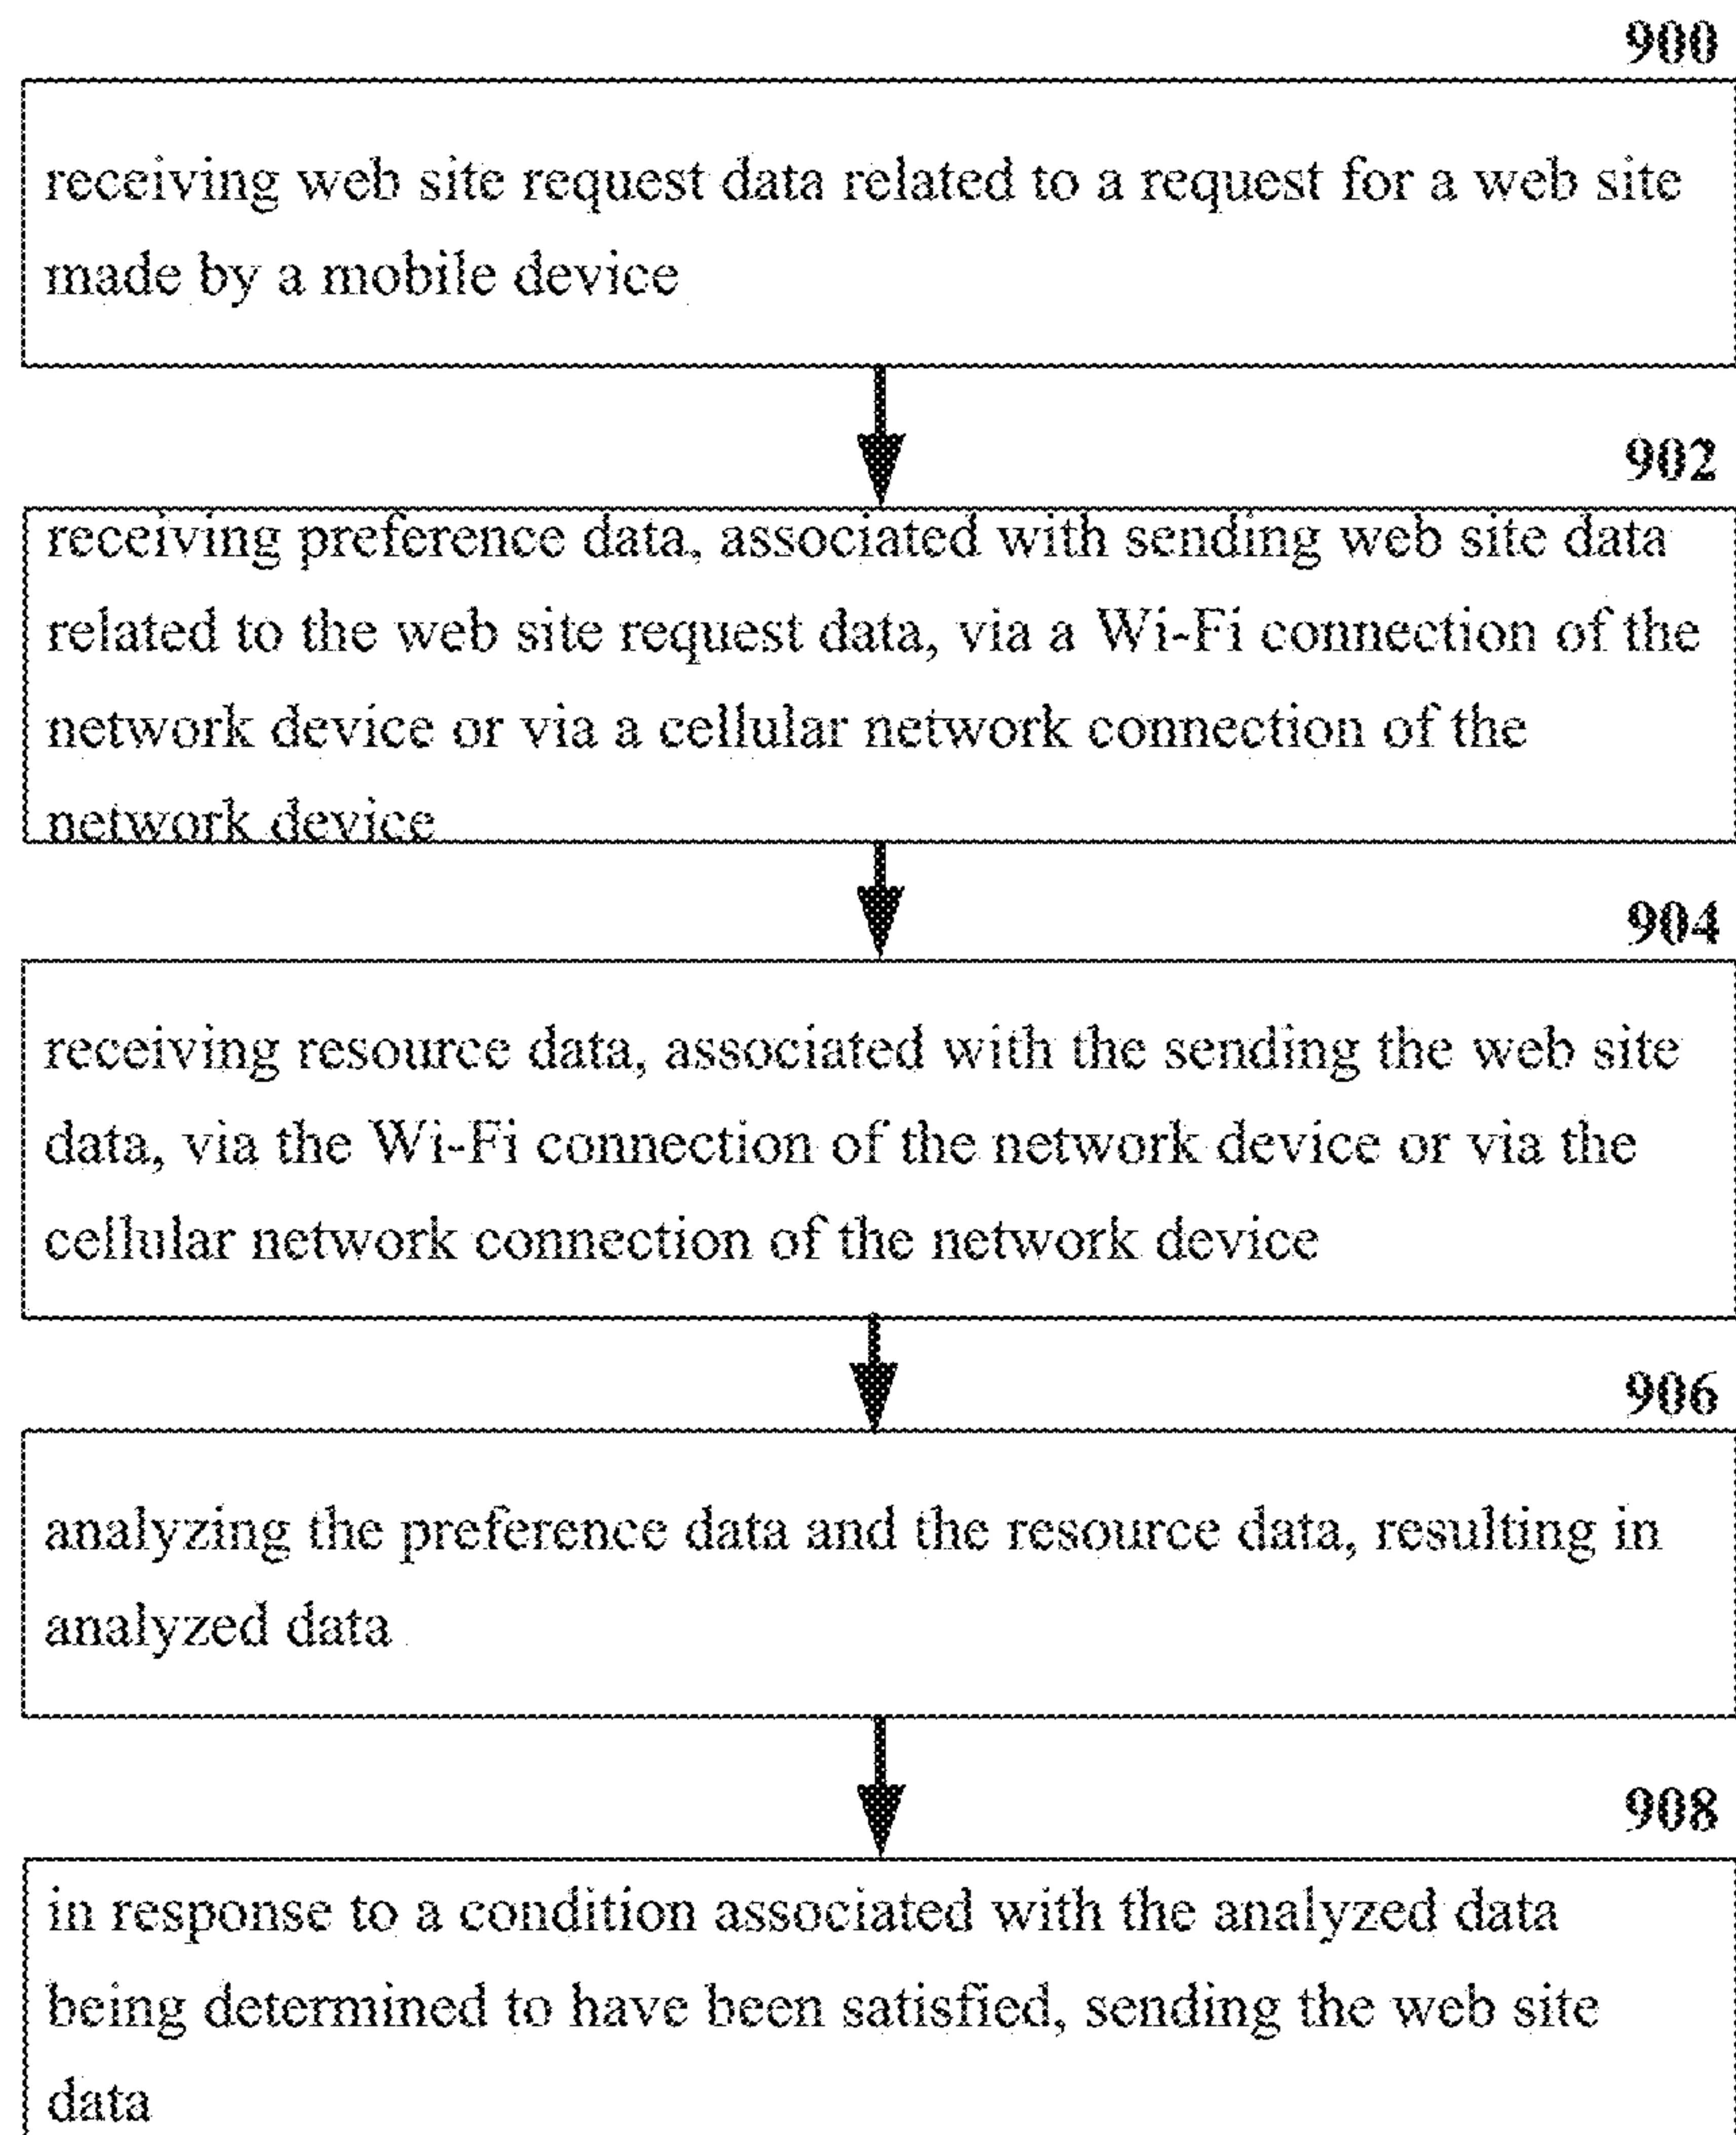 900
receiving web site request data related to a request for a web site
made by a mobile device
902
receiving preference data, associated with sending web site data
related to the web site request data, via a Wi-Fi connection of the
network device or via a cellular network connection of the
network device
904
receiving resource data, associated with the sending the web site
data, via the Wi-Fi connection of the network device or via the
cellular network connection of the network device
906
analyzing the preference data and the resource data, resulting in
analyzed data
908
in response to a condition associated with the analyzed data
being determined to have been satisfied, sending the web site
data